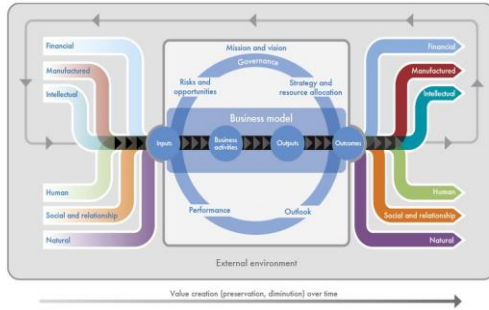 Financial
Manufactured
Intellectual
Human
Social and relationship
Natural
Mission and vision
Governance
Risks and
opportunities
Strategy and
resource allocation
Business model
Inputs
Business
activities
Outputs
Outcomes
Performance
Outlook
Financial
Manufactured
Intellectual
Human
Social and relationship
Natural
External environment
Value creation (preservation, diminution) over time